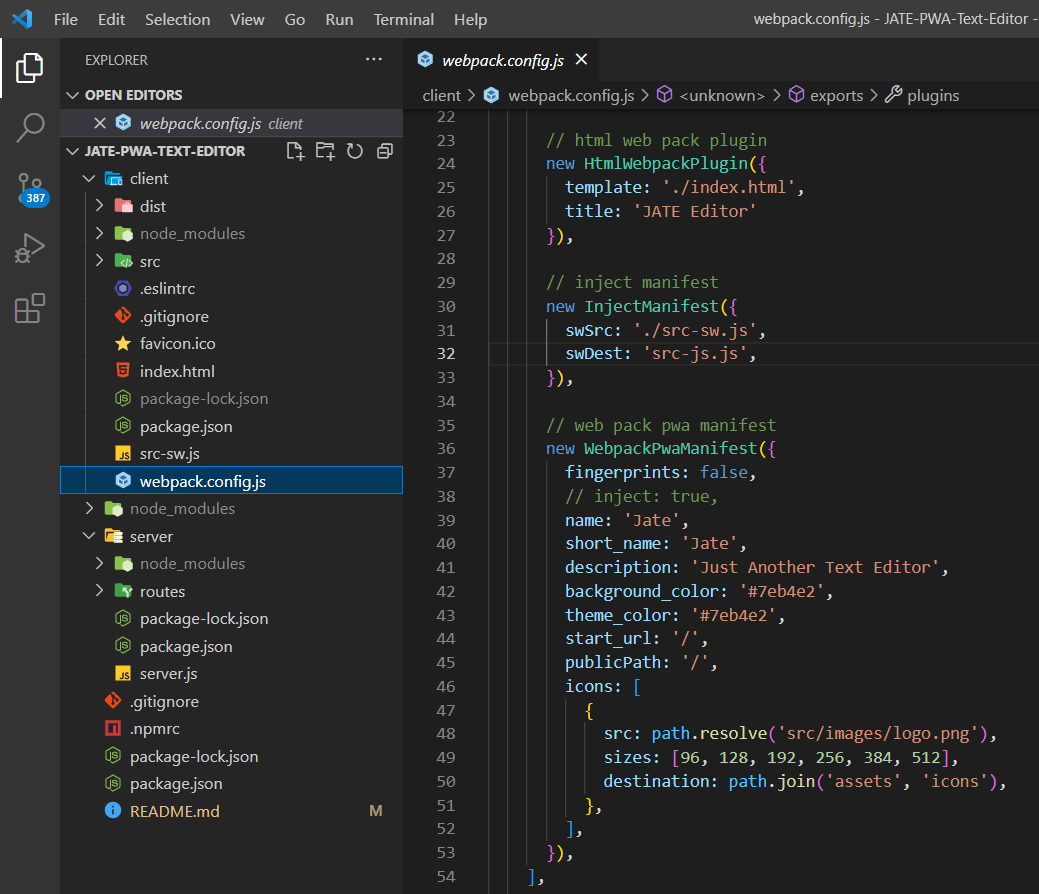 File Edit Selection View Go Run Terminal Help
webpack.config.js - JATE-PWA-Text-Editor -
387
EXPLORER ···
OPEN EDITORS
webpack.config.js client
JATE-PWA-TEXT-EDITOR
client
dist
node_modules
src
.eslintrc
.gitignore
favicon.ico
index.html
package-lock.json
package.json
src-sw.js
webpack.config.js
node_modules
server
node_modules
routes
package-lock.json
package.json
server.js
.gitignore
.npmrc
package-lock.json
package.json
README.md M
webpack.config.js
client > webpack.config.js > <unknown> > exports > plugins
22
23 // html web pack plugin
24 new HtmlWebpackPlugin({
25 template: './index.html',
26 title: 'JATE Editor'
27 }),
28
29 // inject manifest
30 new InjectManifest({
31 swSrc: './src-sw.js',
32 swDest: 'src-js.js',
33 }),
34
35 // web pack pwa manifest
36 new WebpackPwaManifest({
37 fingerprints: false,
38 // inject: true,
39 name: 'Jate',
40 short_name: 'Jate',
41 description: 'Just Another Text Editor',
42 background_color: '#7eb4e2',
43 theme_color: '#7eb4e2',
44 start_url: '/',
45 publicPath: '/',
46 icons: [
47 {
48 src: path.resolve('src/images/logo.png'),
49 sizes: [96, 128, 192, 256, 384, 512],
50 destination: path.join('assets', 'icons'),
51 },
52 ],
53 }),
54 ],